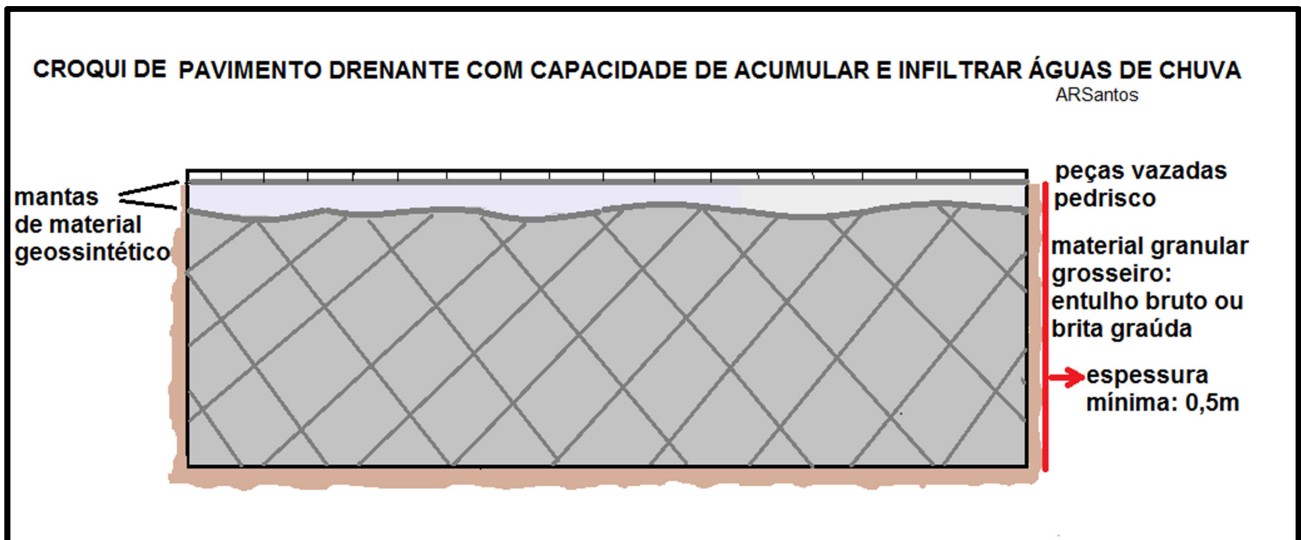 CROQUI DE PAVIMENTO DRENANTE COM CAPACIDADE DE ACUMULAR E INFILTRAR ÁGUAS DE CHUVA
ARSantos
mantas
de material
geossintético
peças vazadas
pedrisco
material granular
grosseiro:
entulho bruto ou
brita graúda
espessura
mínima: 0,5m